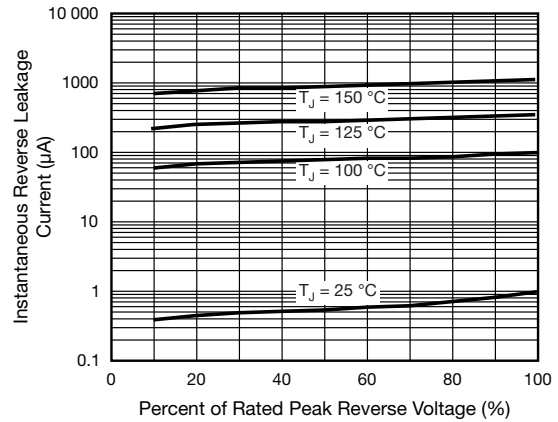 Instantaneous Reverse Leakage
Current (µA)
10 000
1000
100
10
1
0.1
T_J = 150 °C
T_J = 125 °C
T_J = 100 °C
T_J = 25 °C
0
20
40
60
80
100
Percent of Rated Peak Reverse Voltage (%)